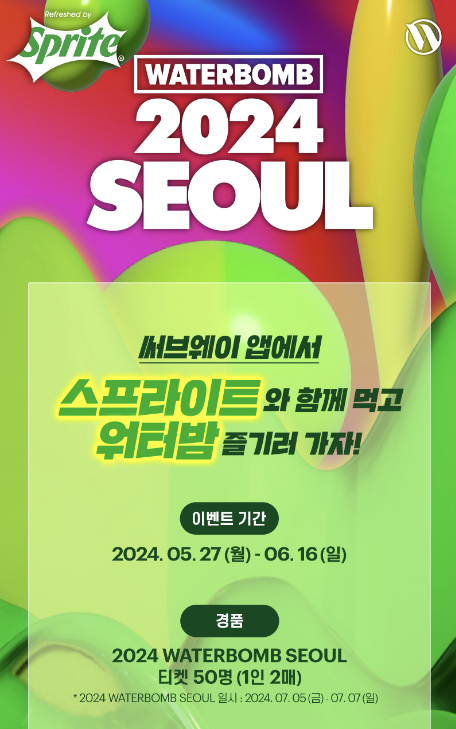 Refreshed by
Sprite
WATERBOMB
2024
SEOUL
써브웨이 앱에서
스프라이트와 함께 먹고
워터밤 즐기러 가자!
이벤트 기간
2024. 05. 27 (월) - 06. 16 (일)
경품
2024 WATERBOMB SEOUL
티켓 50명 (1인 2매)
* 2024 WATERBOMB SEOUL 일시 : 2024. 07. 05 (금) - 07. 07 (일)